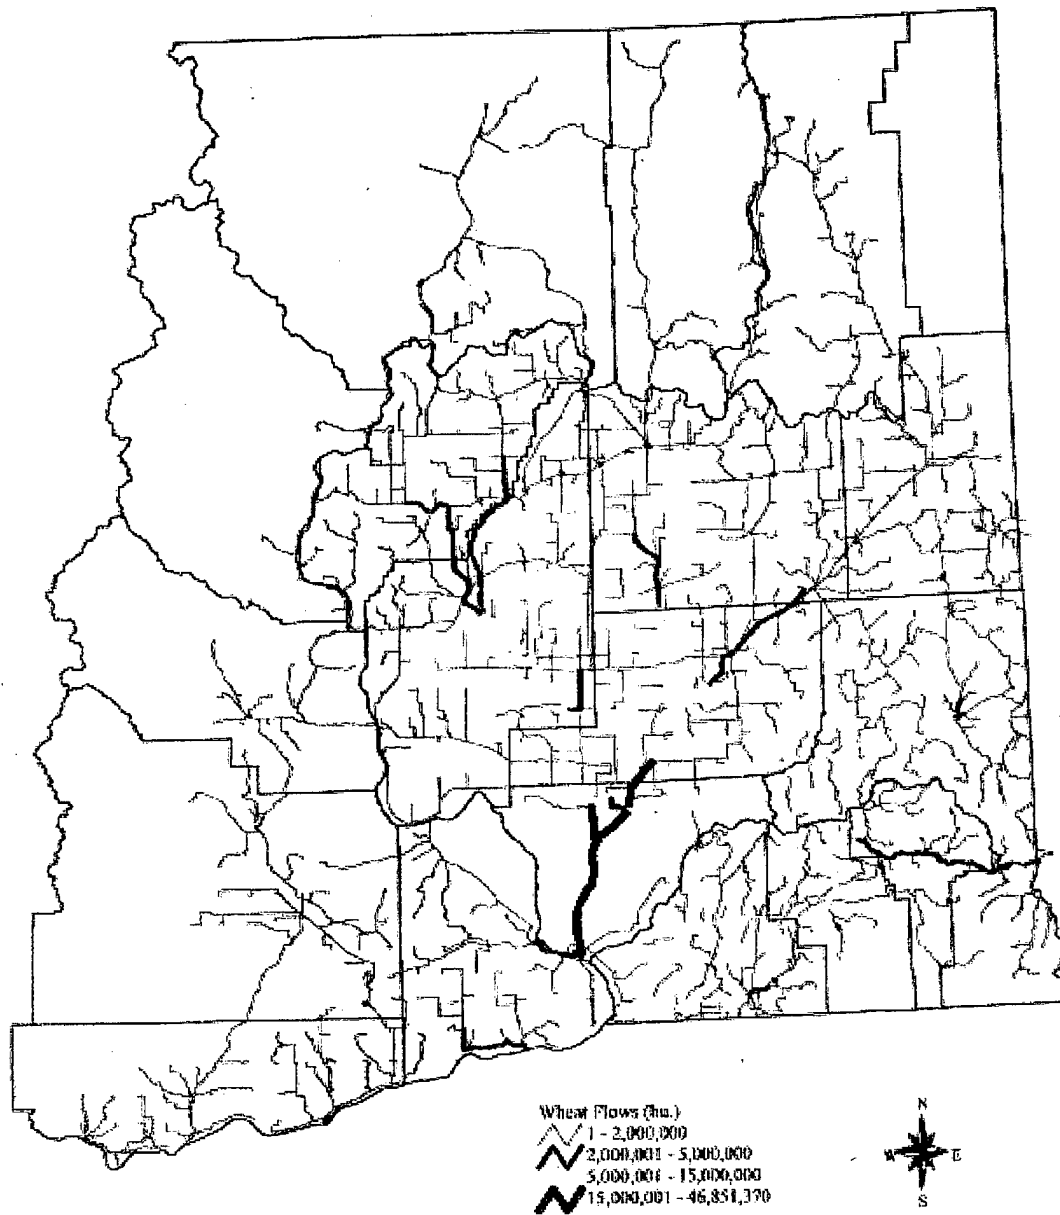 Wheat Flows (bu.)
1 - 2,000,000
2,000,001 - 5,000,000
5,000,001 - 15,000,000
15,000,001 - 46,851,370
N
W E
S